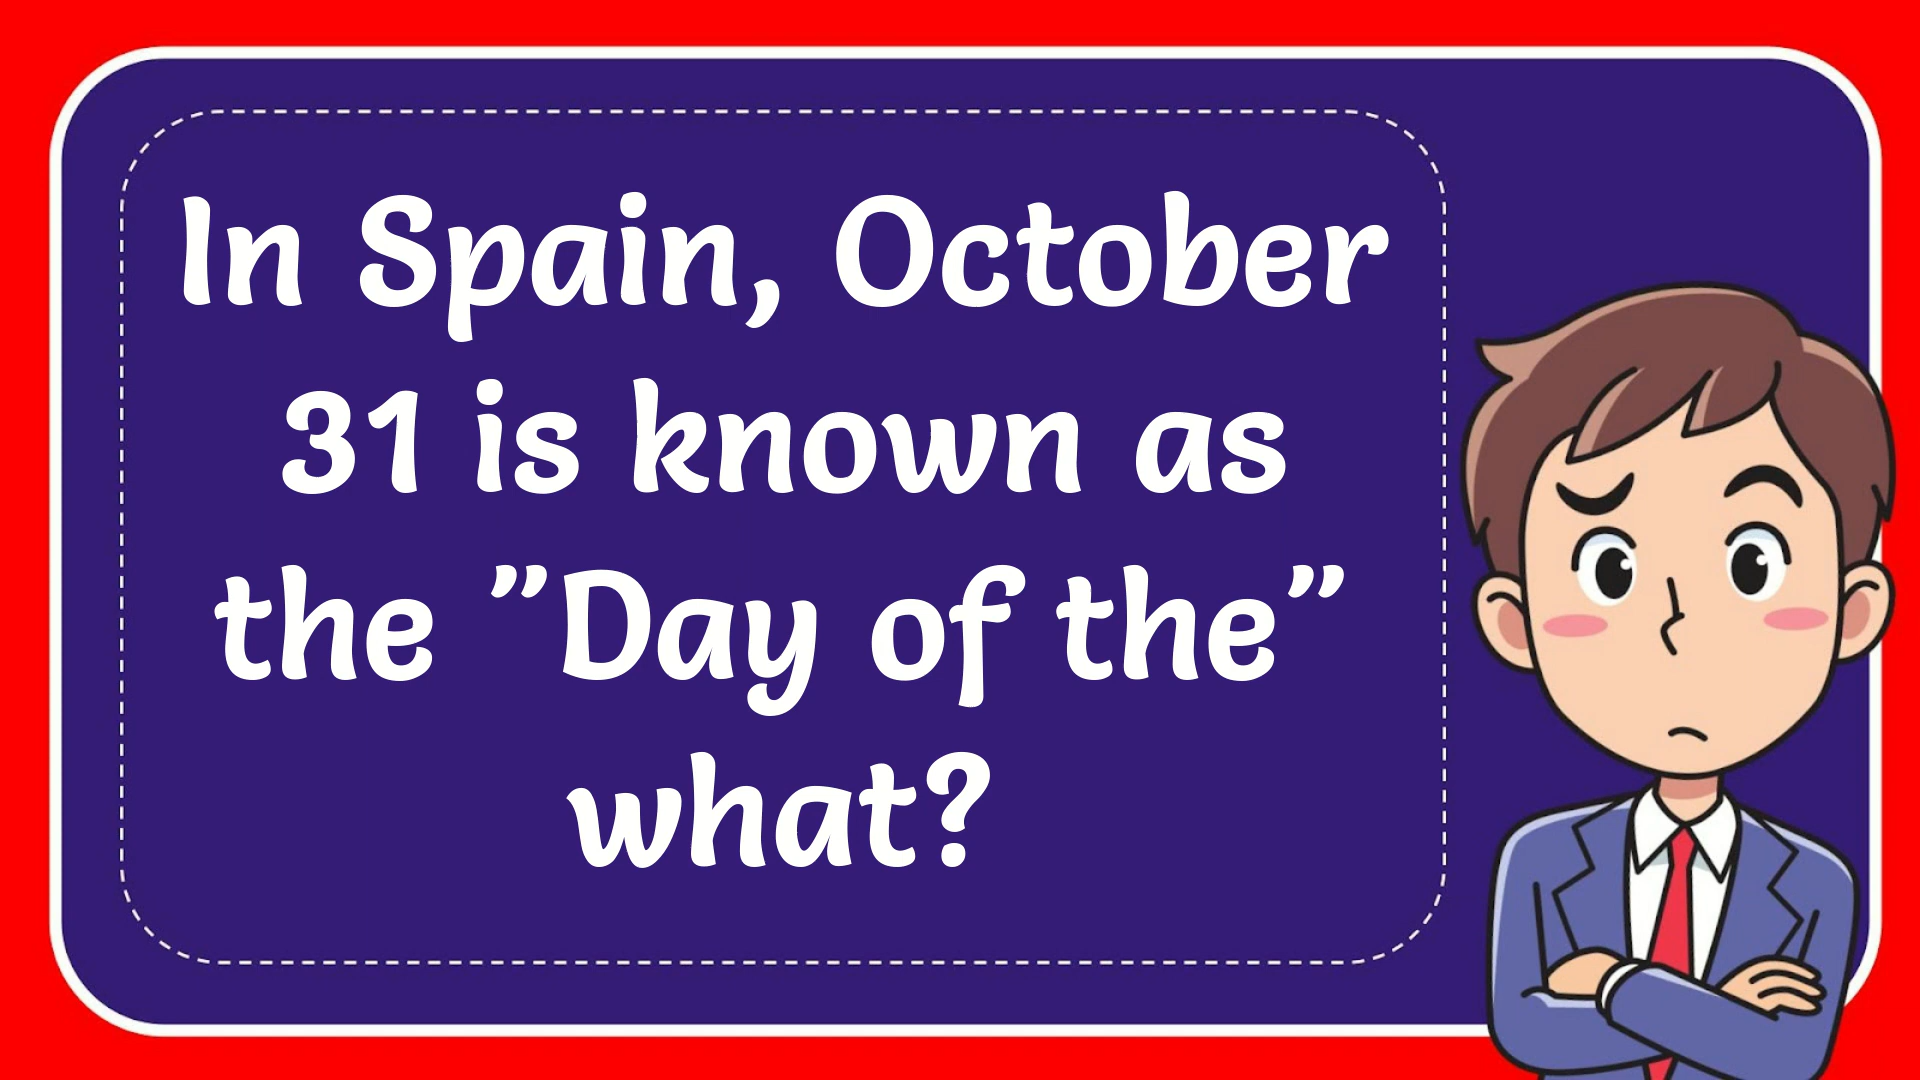 In Spain, October
31 is known as
the "Day of the"
what?